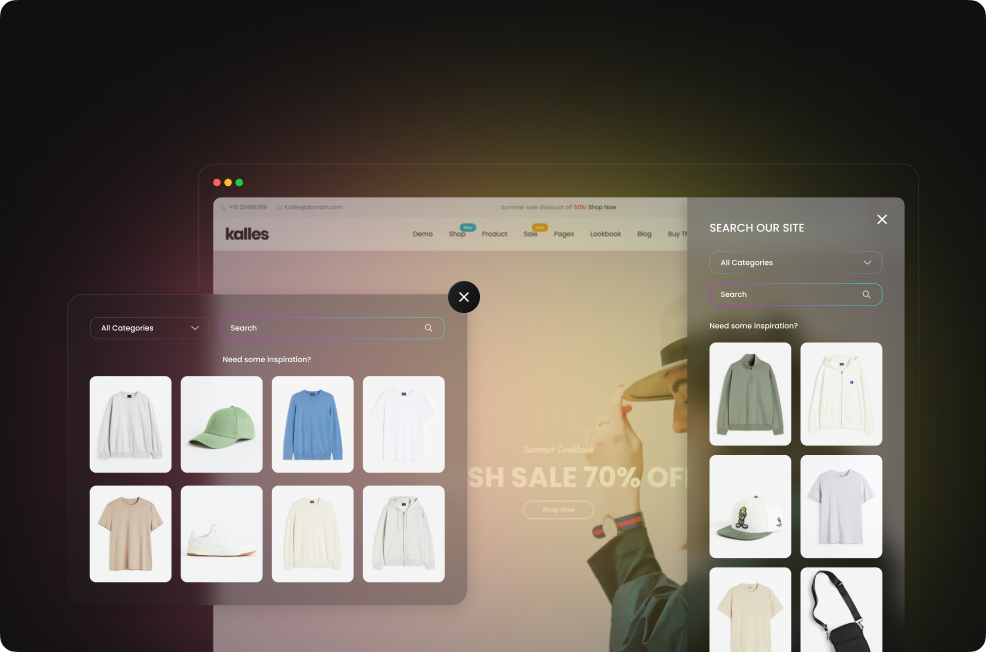 +01 23456789 Kalles@domain.com
Summer sale discount off 50%! Shop Now
kalles
Demo Shop New Product Sale Pages Lookbook Blog Buy
SEARCH OUR SITE
All Categories
Search
Need some inspiration?
All Categories
Search
Need some inspiration?
Summer Lookbook
SH SALE 70% OF
Shop Now